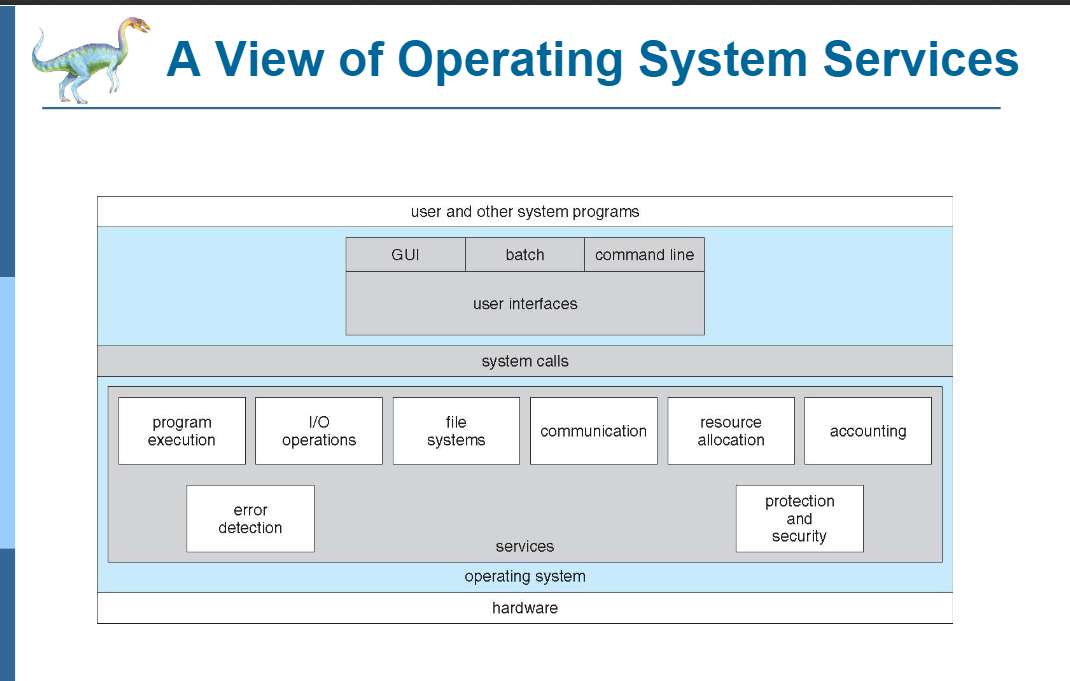 A View of Operating System Services
user and other system programs
GUI
batch
command line
user interfaces
system calls
program
execution
I/O
operations
file
systems
communication
resource
allocation
accounting
error
detection
protection
and
security
services
operating system
hardware